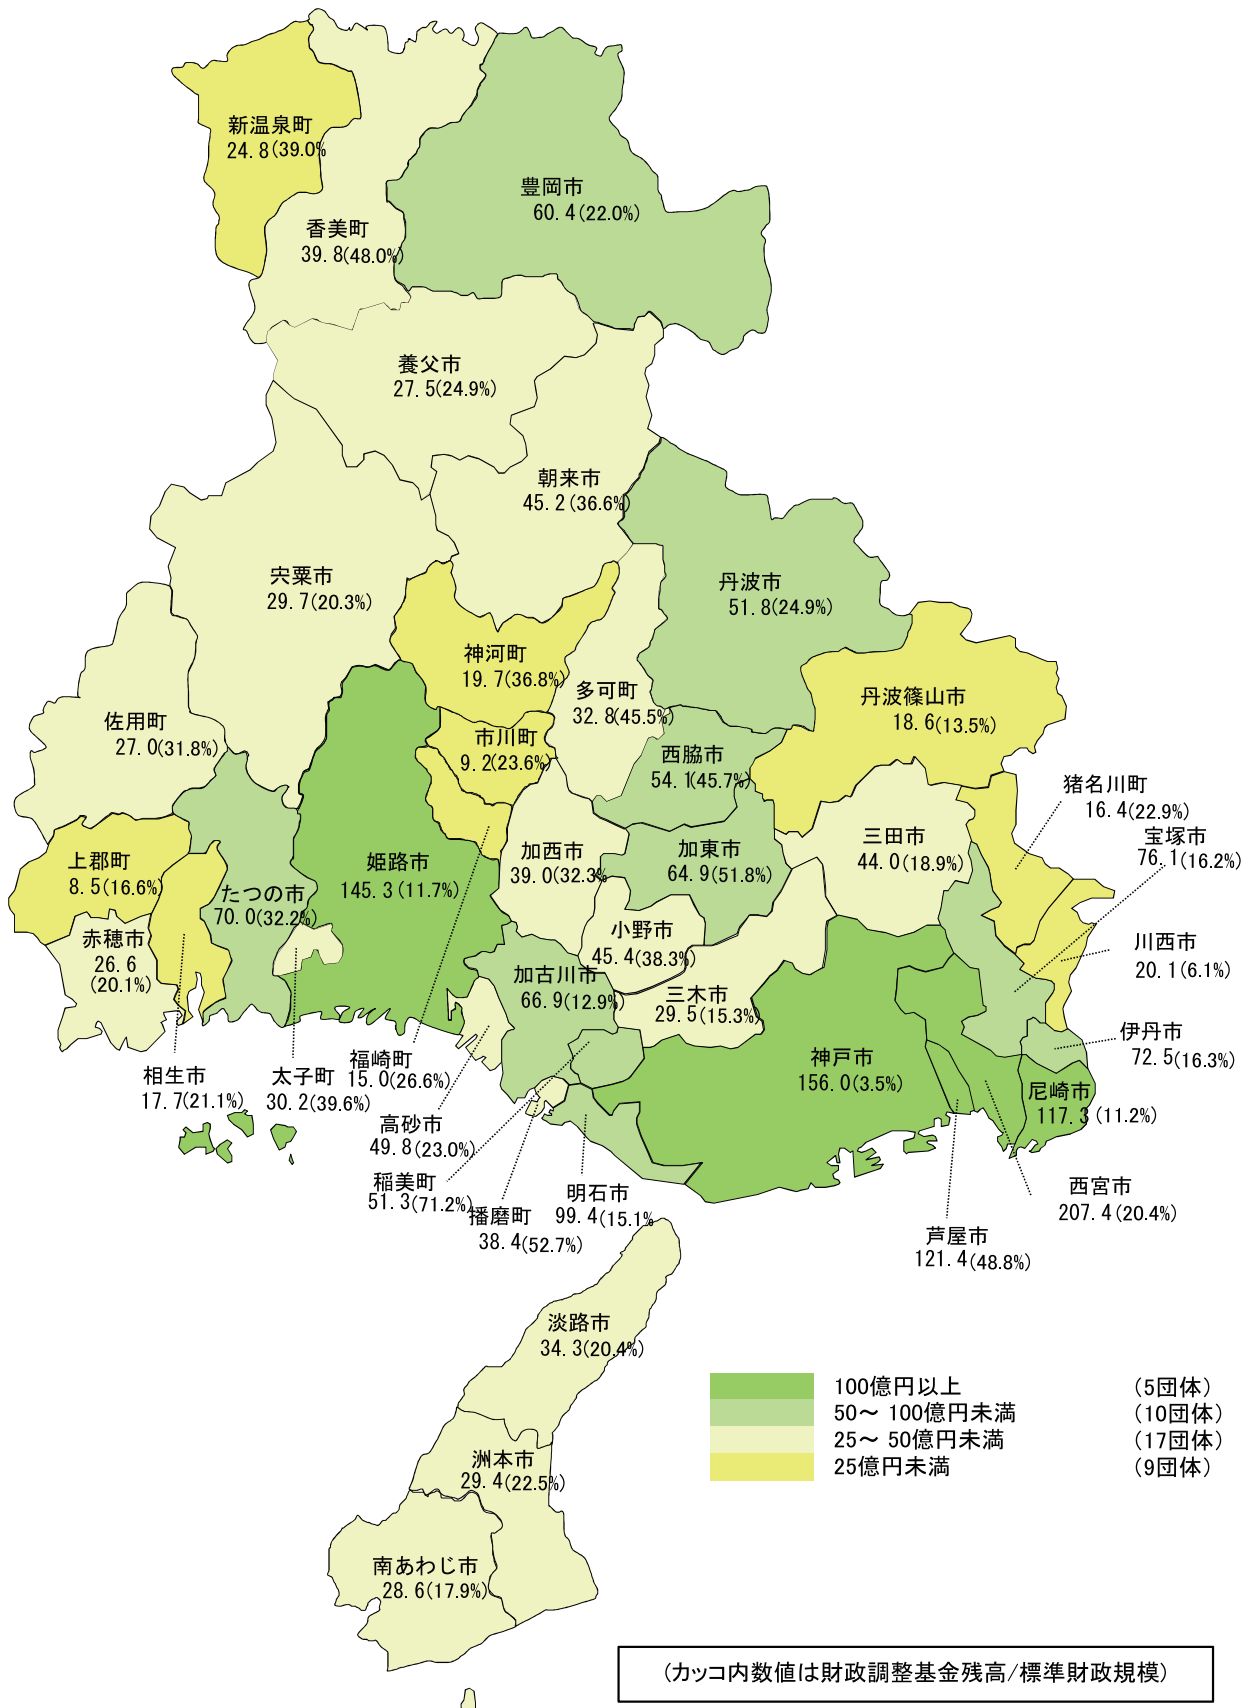 新温泉町
24.8(39.0%
香美町
39.8(48.0%)
豊岡市
60.4(22.0%)
養父市
27.5(24.9%)
朝来市
45.2(36.6%)
宍粟市
29.7(20.3%)
丹波市
51.8(24.9%)
神河町
19.7(36.8%)
多可町
32.8(45.5%)
丹波篠山市
18.6(13.5%)
佐用町
27.0(31.8%)
市川町
9.2(23.6%)
西脇市
54.1(45.7%)
猪名川町
16.4(22.9%)
宝塚市
76.1(16.2%)
上郡町
8.5(16.6%)
姫路市
145.3(11.7%)
加西市
39.0(32.3%)
加東市
64.9(51.8%)
三田市
44.0(18.9%)
たつの市
70.0(32.2%)
赤穂市
26.6
(20.1%)
小野市
45.4(38.3%)
川西市
20.1(6.1%)
加古川市
66.9(12.9%)
三木市
29.5(15.3%)
伊丹市
72.5(16.3%)
神戸市
156.0(3.5%)
尼崎市
117.3(11.2%)
相生市
17.7(21.1%)
太子町
30.2(39.6%)
福崎町
15.0(26.6%)
高砂市
49.8(23.0%)
稲美町
51.3(71.2%)
播磨町
38.4(52.7%)
明石市
99.4(15.1%
西宮市
207.4(20.4%)
芦屋市
121.4(48.8%)
淡路市
34.3(20.4%)
洲本市
29.4(22.5%)
南あわじ市
28.6(17.9%)
100億円以上 (5団体)
50～ 100億円未満 (10団体)
25～ 50億円未満 (17団体)
25億円未満 (9団体)
(カッコ内数値は財政調整基金残高/標準財政規模)